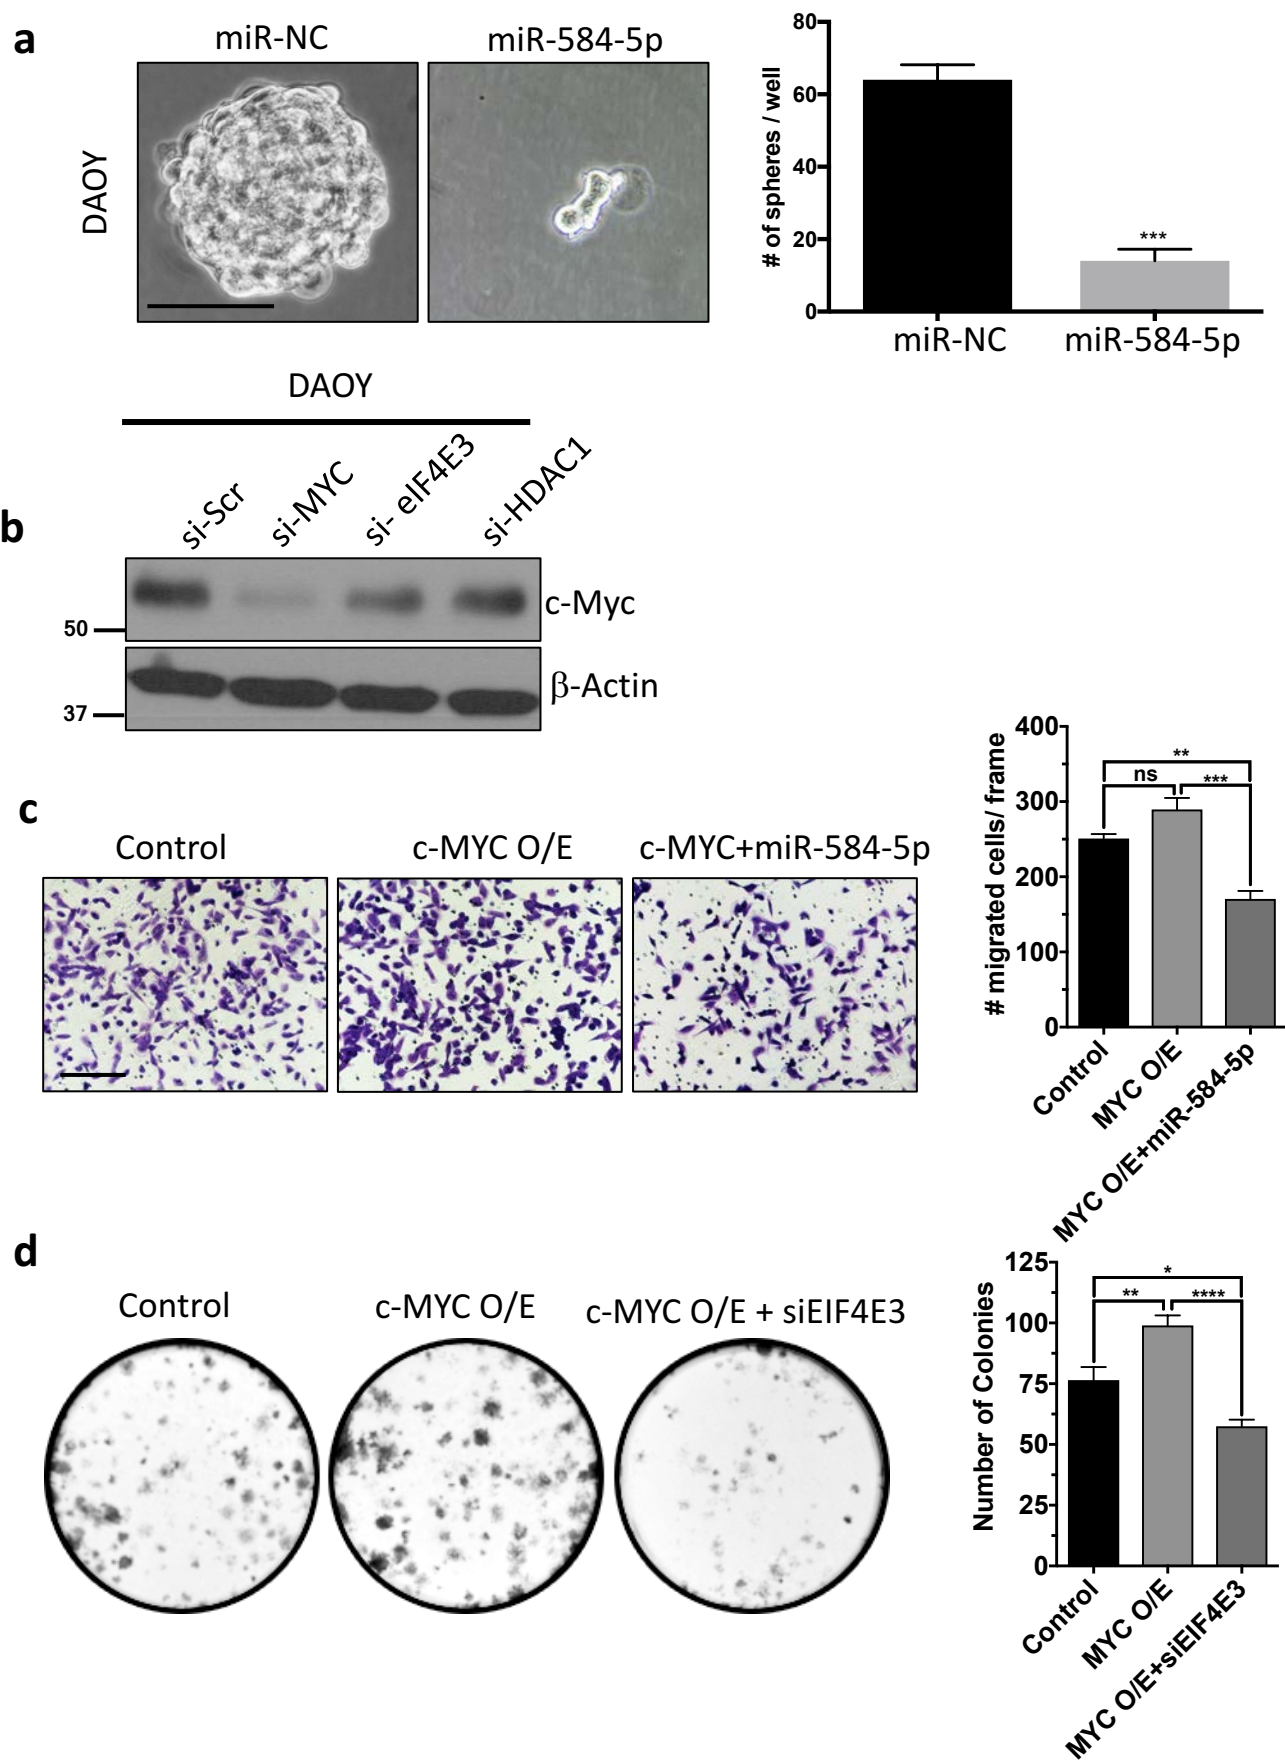 a
miR-NC
miR-584-5p
DAOY
# of spheres / well
80
60
40
20
0
***
miR-NC
miR-584-5p
DAOY
b
si-Scr
si-MYC
si- eIF4E3
si-HDAC1
c-Myc
50
β-Actin
37
c
Control
c-MYC O/E
c-MYC+miR-584-5p
# migrated cells/ frame
400
300
200
100
0
**
ns
***
Control
MYC O/E
MYC O/E+miR-584-5p
d
Control
c-MYC O/E
c-MYC O/E + siEIF4E3
Number of Colonies
125
100
75
50
25
0
*
**
****
Control
MYC O/E
MYC O/E+siEIF4E3